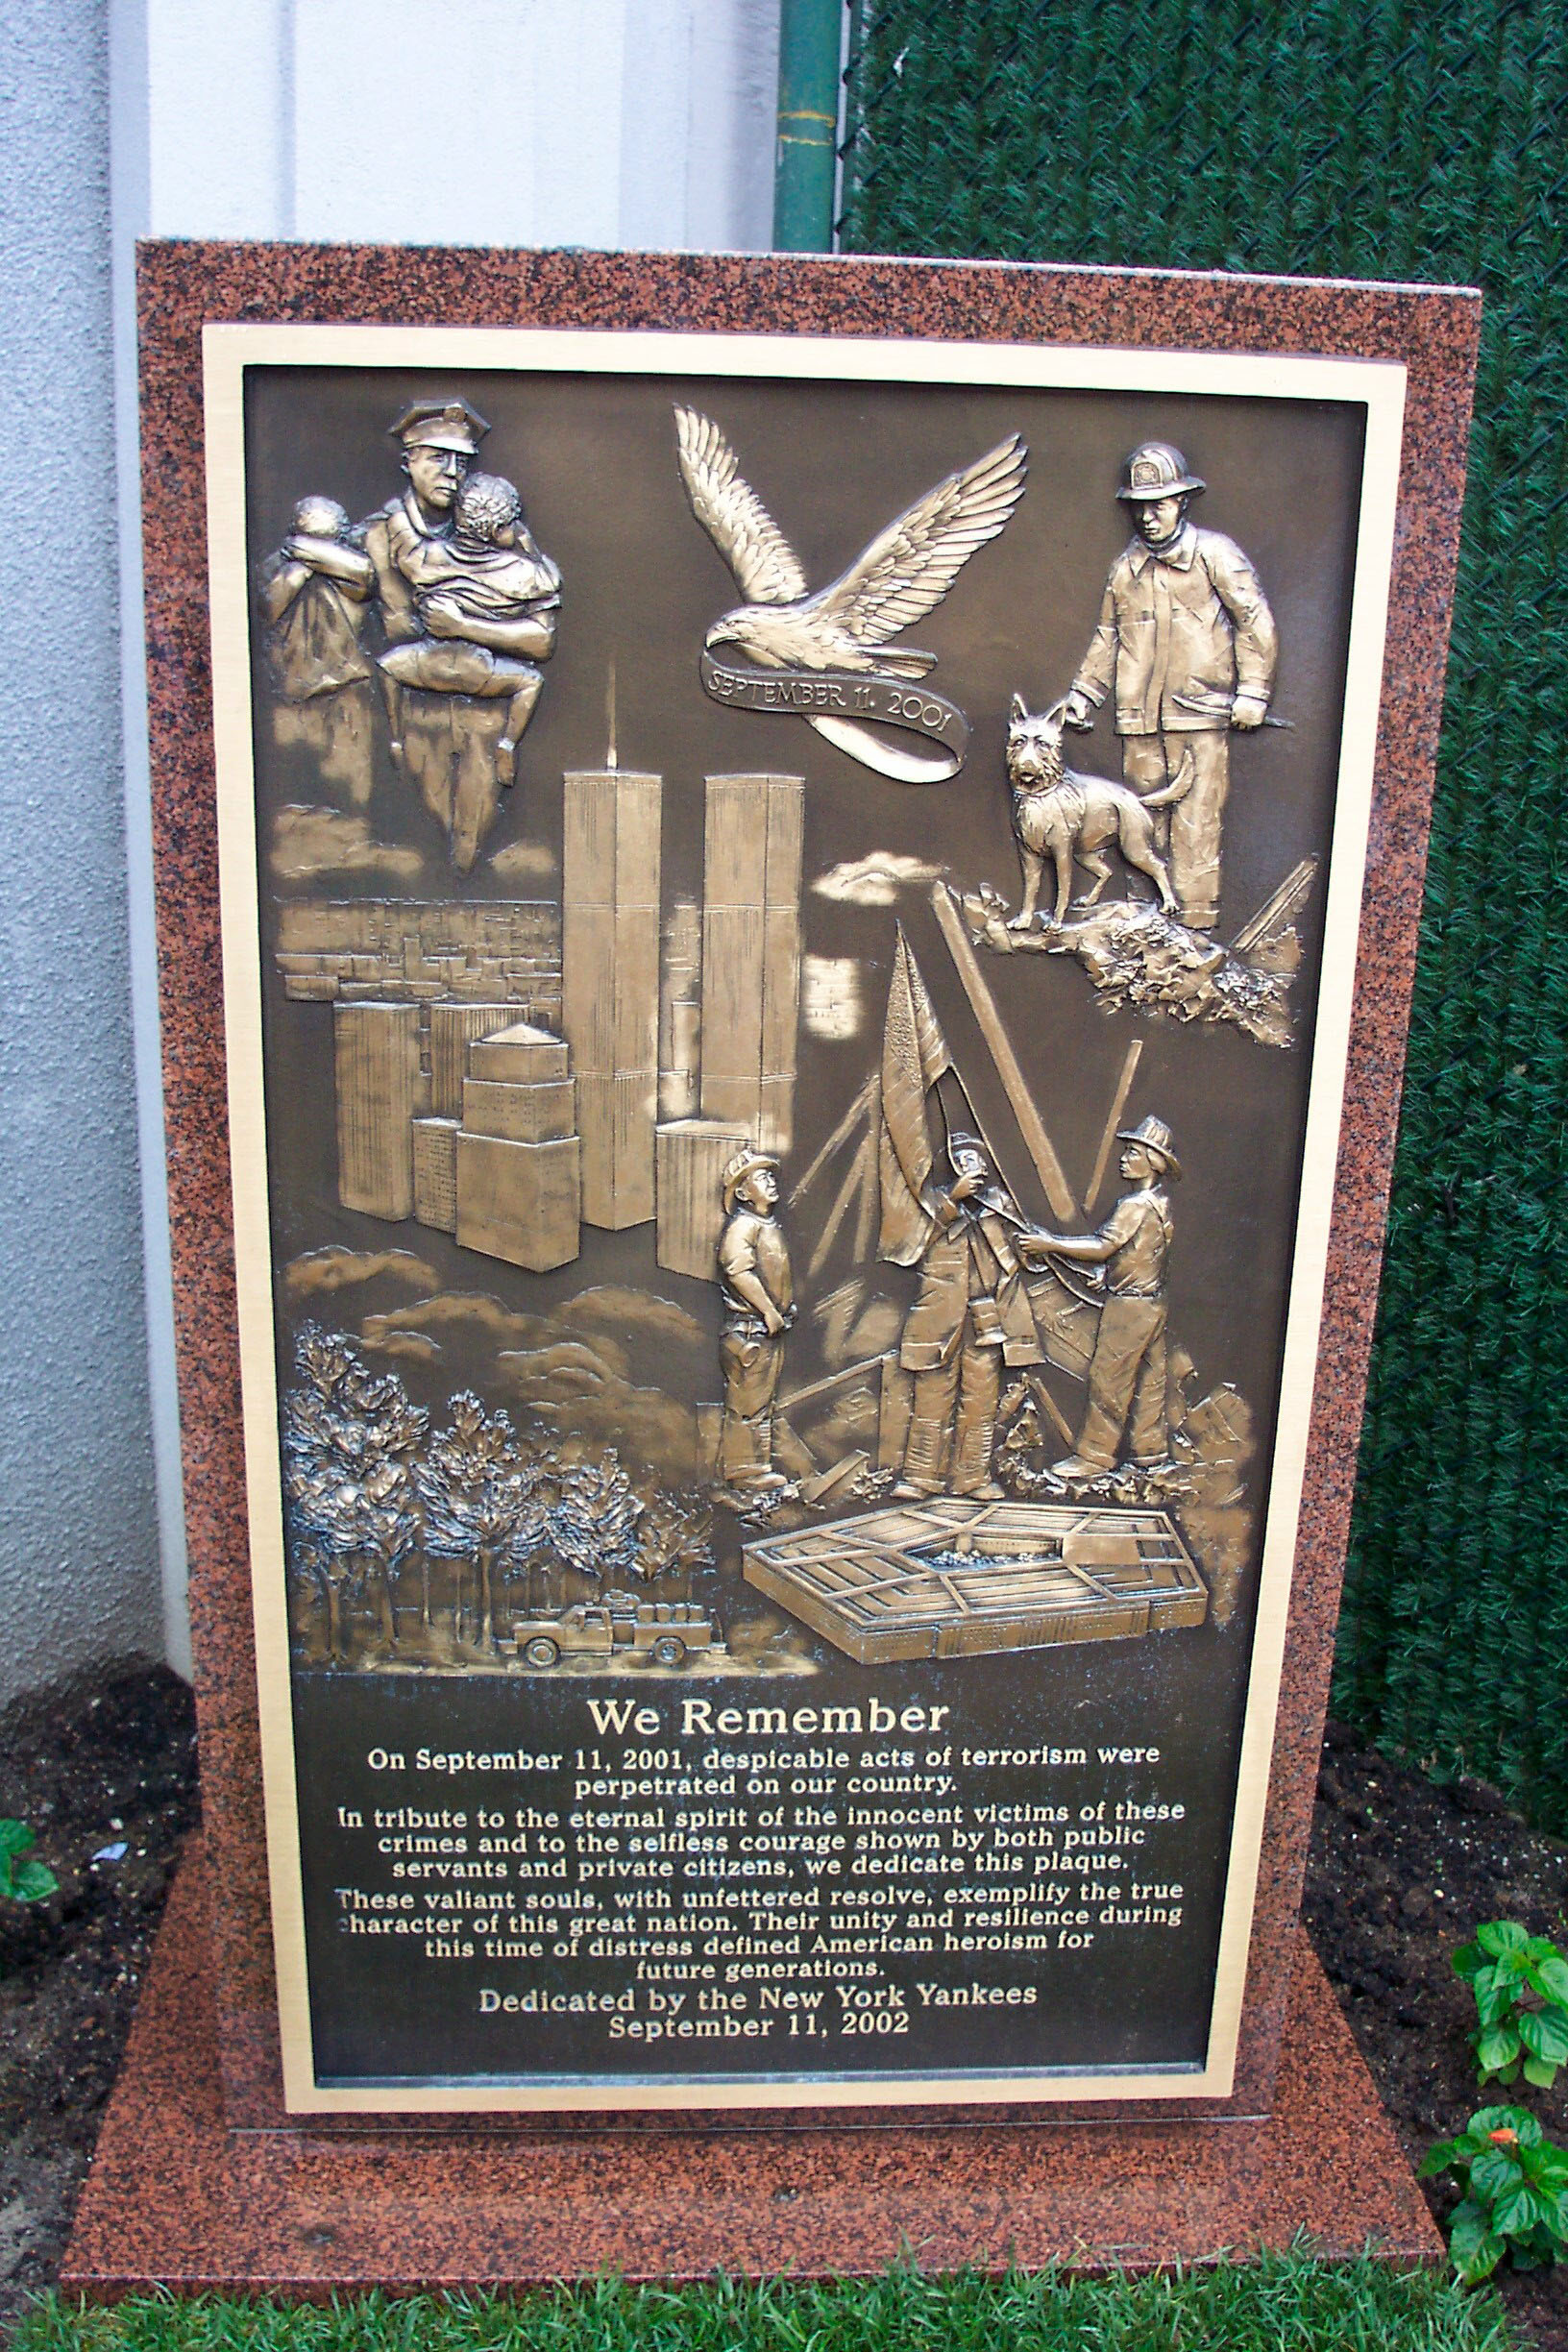 SEPTEMBER 11. 2001
We Remember
On September 11, 2001, despicable acts of terrorism were
perpetrated on our country.
In tribute to the eternal spirit of the innocent victims of these
crimes and to the selfless courage shown by both public
servants and private citizens, we dedicate this plaque.
These valiant souls, with unfettered resolve, exemplify the true
character of this great nation. Their unity and resilience during
this time of distress defined American heroism for
future generations.
Dedicated by the New York Yankees
September 11, 2002